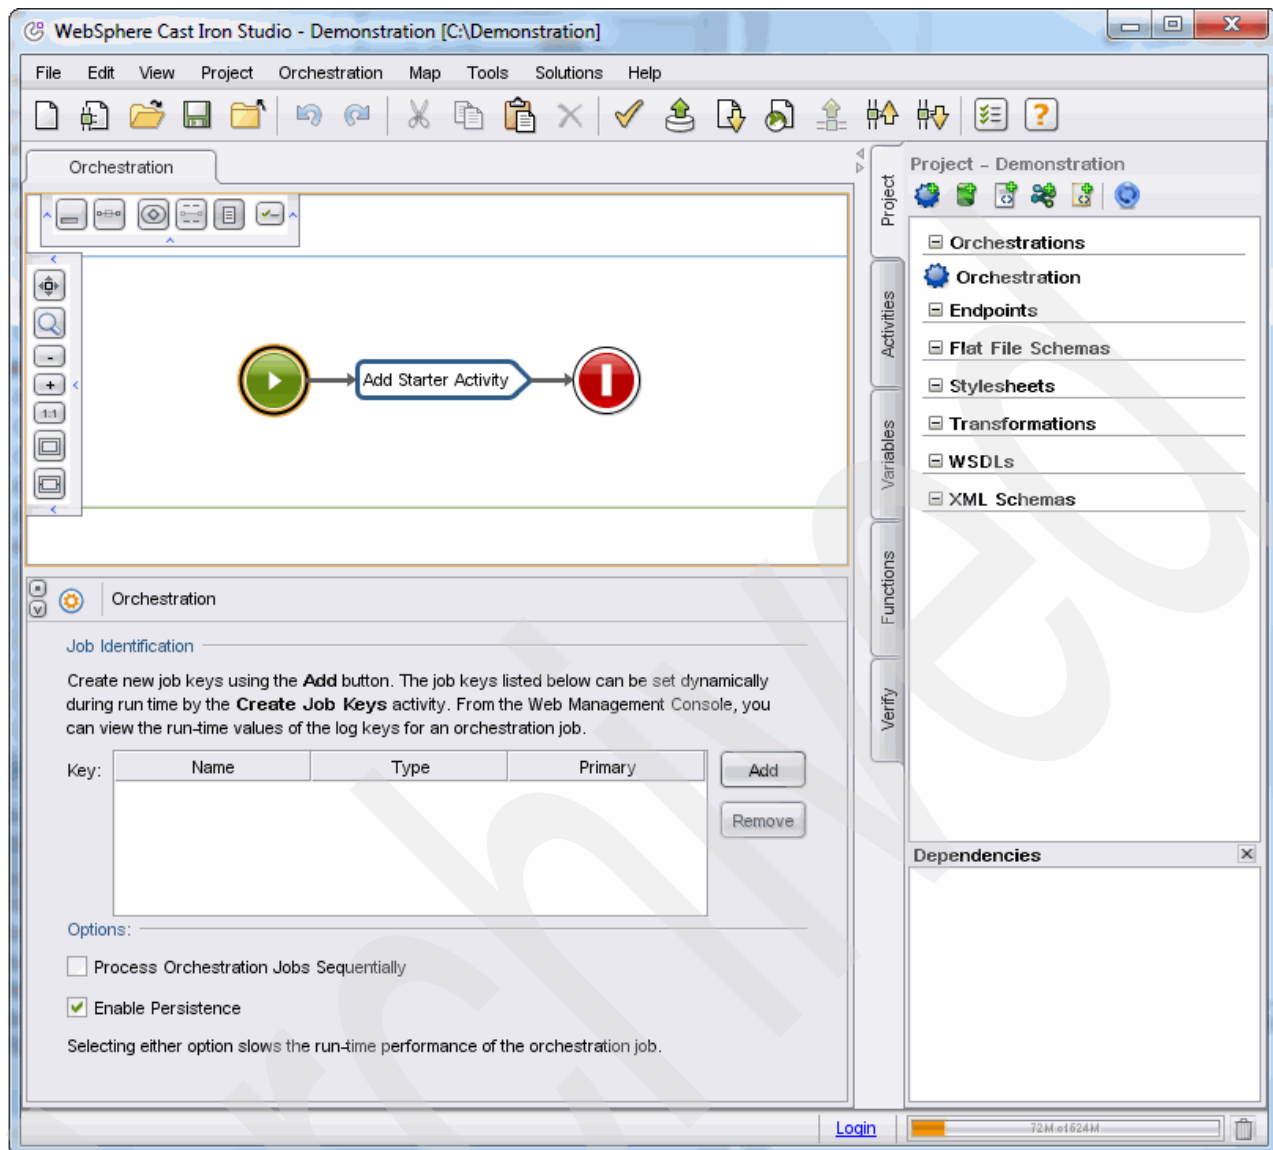 WebSphere Cast Iron Studio - Demonstration [C:\Demonstration]
File Edit View Project Orchestration Map Tools Solutions Help
Orchestration
Add Starter Activity
1:1
Orchestration
Job Identification
Create new job keys using the Add button. The job keys listed below can be set dynamically
during run time by the Create Job Keys activity. From the Web Management Console, you
can view the run-time values of the log keys for an orchestration job.
Key: Name Type Primary
Add
Remove
Options:
Process Orchestration Jobs Sequentially
Enable Persistence
Selecting either option slows the run-time performance of the orchestration job.
Project
Activities
Variables
Functions
Verify
Project - Demonstration
Orchestrations
Orchestration
Endpoints
Flat File Schemas
Stylesheets
Transformations
WSDLs
XML Schemas
Dependencies
Login
72M of 624M
Archived